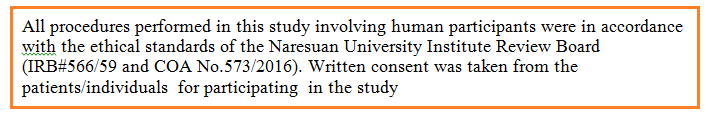 All procedures performed in this study involving human participants were in accordance
with the ethical standards of the Naresuan University Institute Review Board
(IRB#566/59 and COA No.573/2016). Written consent was taken from the
patients/individuals  for participating  in the study